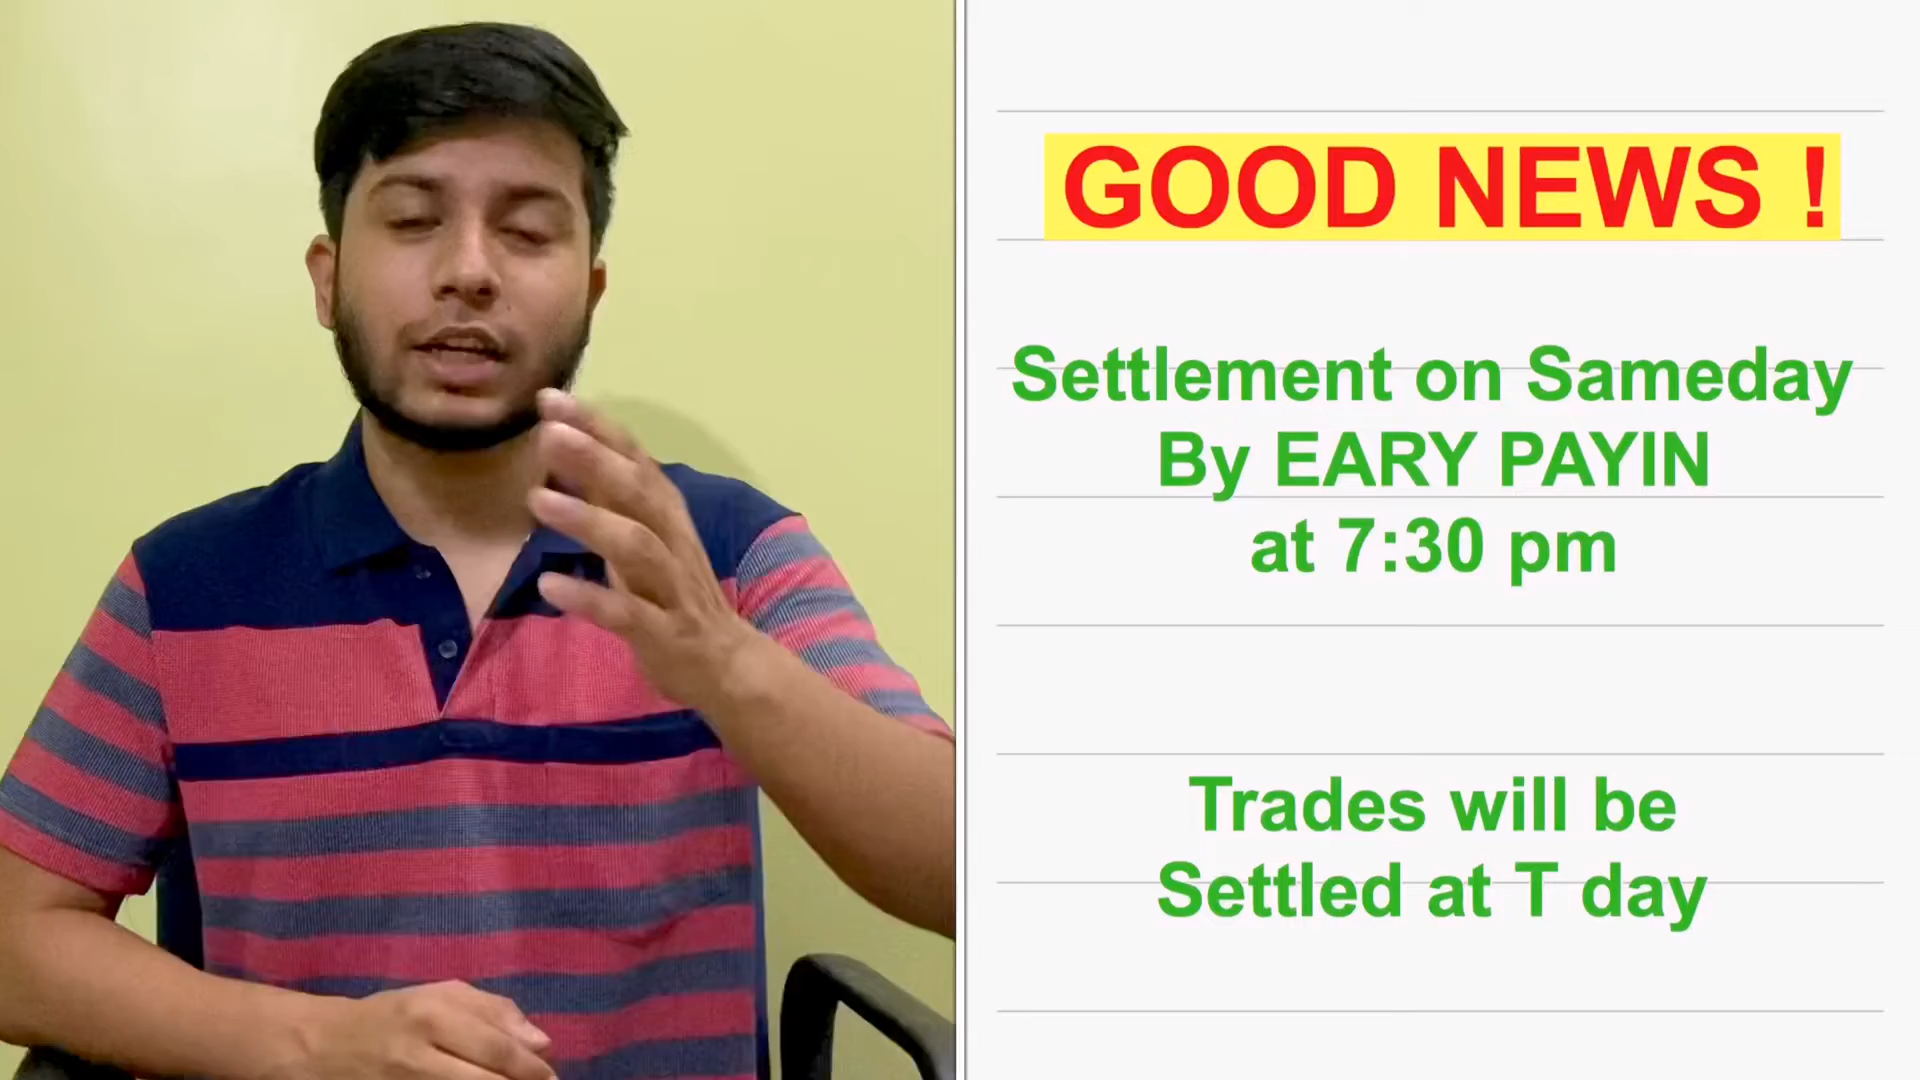 GOOD NEWS !
Settlement on Sameday
By EARY PAYIN
at 7:30 pm
Trades will be
Settled at T day